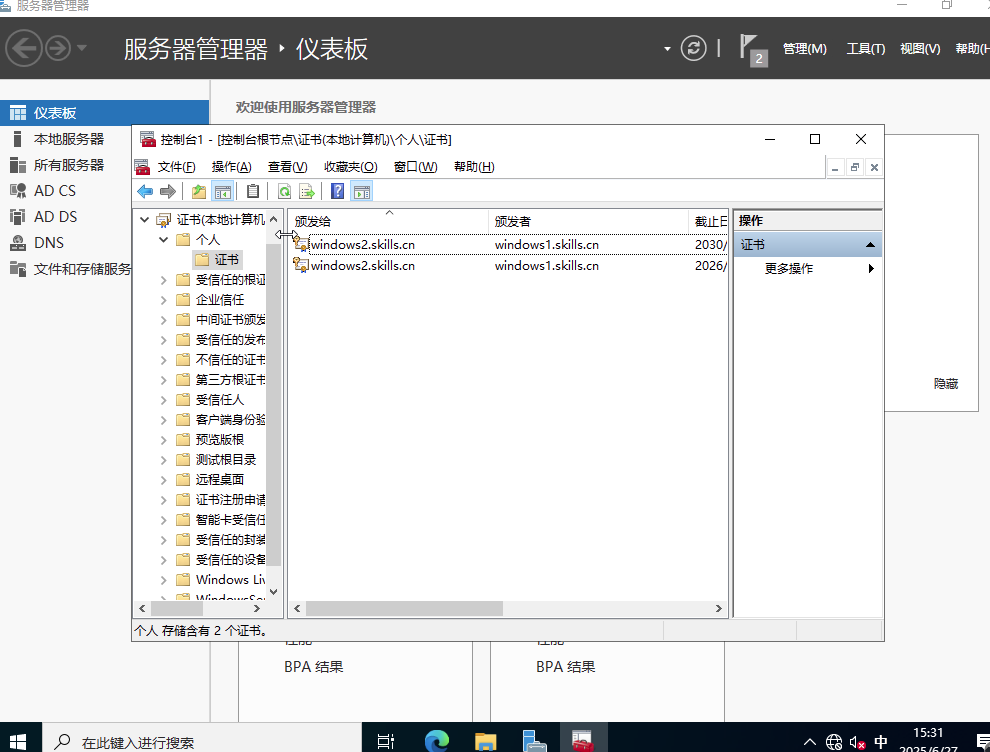 服务器管理器
服务器管理器 ‣ 仪表板
2
管理(M)
工具(T)
视图(V)
帮助(H
仪表板
本地服务器
所有服务器
AD CS
AD DS
DNS
文件和存储服务
欢迎使用服务器管理器
隐藏
控制台1 - [控制台根节点\证书(本地计算机)\个人\证书]
文件(F)
操作(A)
查看(V)
收藏夹(O)
窗口(W)
帮助(H)
证书(本地计算机
个人
证书
受信任的根证
企业信任
中间证书颁发
受信任的发布
不信任的证书
第三方根证书
受信任人
客户端身份验
预览版根
测试根目录
远程桌面
证书注册申请
智能卡受信任
受信任的封装
受信任的设备
Windows Liv
WindowsSe
颁发给
颁发者
截止日
windows2.skills.cn
windows1.skills.cn
2030/
windows2.skills.cn
windows1.skills.cn
2026/
操作
证书
更多操作
个人 存储含有 2 个证书。
性能
性能
BPA 结果
BPA 结果
在此键入进行搜索
中
15:31
2025/6/27